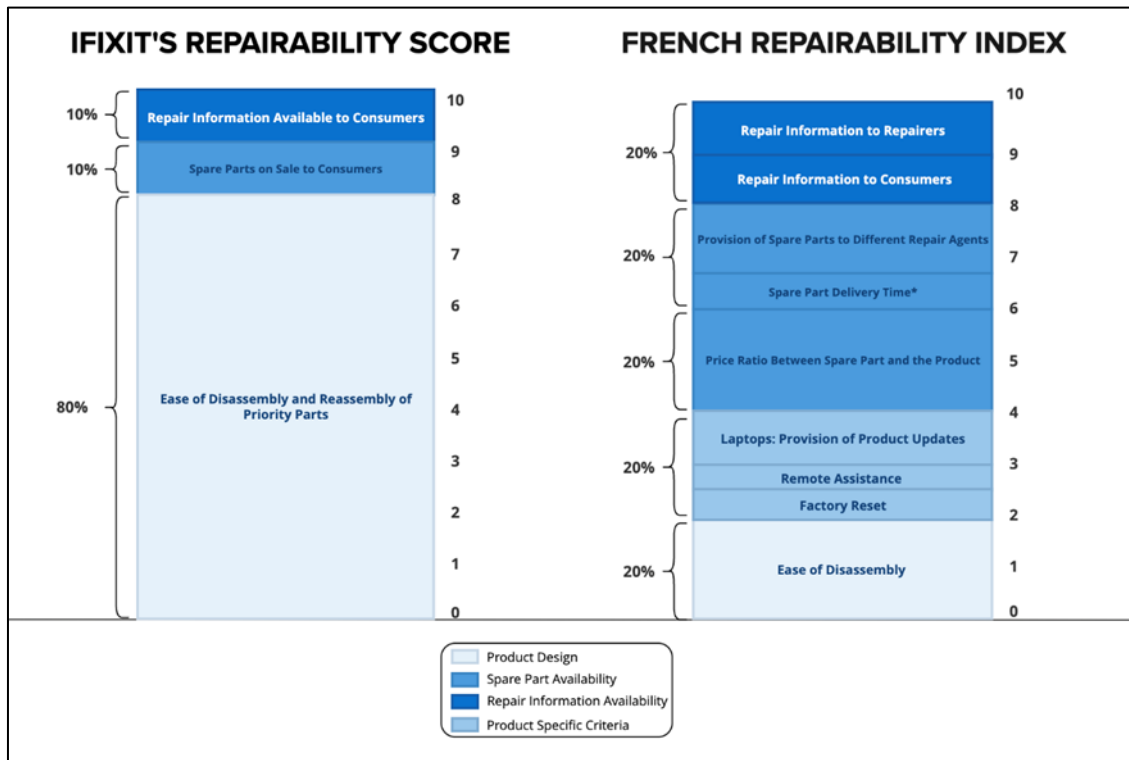 IFIXIT'S REPAIRABILITY SCORE
10%
Repair Information Available to Consumers
10%
Spare Parts on Sale to Consumers
80%
Ease of Disassembly and Reassembly of
Priority Parts
10
9
8
7
6
5
4
3
2
1
0
FRENCH REPAIRABILITY INDEX
20%
Repair Information to Repairers
Repair Information to Consumers
20%
Provision of Spare Parts to Different Repair Agents
Spare Part Delivery Time*
20%
Price Ratio Between Spare Part and the Product
20%
Laptops: Provision of Product Updates
Remote Assistance
Factory Reset
20%
Ease of Disassembly
10
9
8
7
6
5
4
3
2
1
0
Product Design
Spare Part Availability
Repair Information Availability
Product Specific Criteria